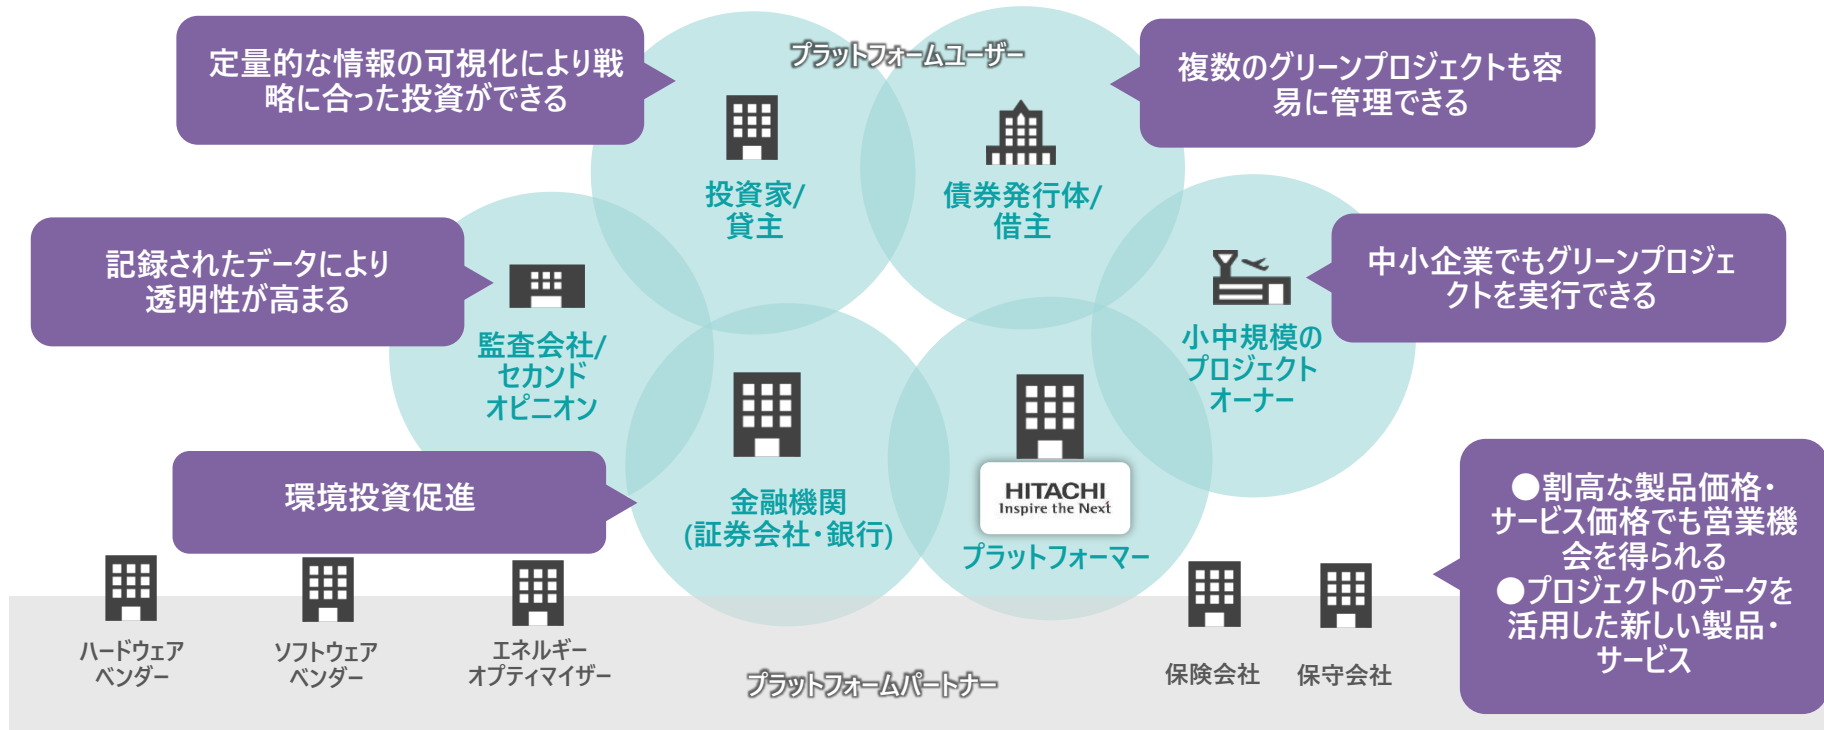 プラットフォームユーザー
定量的な情報の可視化により戦
略に合った投資ができる
複数のグリーンプロジェクトも容
易に管理できる
投資家/
貸主
債券発行体/
借主
記録されたデータにより
透明性が高まる
中小企業でもグリーンプロジェ
クトを実行できる
監査会社/
セカンド
オピニオン
小中規模の
プロジェクト
オーナー
環境投資促進
金融機関
(証券会社・銀行)
HITACHI
Inspire the Next
プラットフォーマー
●割高な製品価格・
サービス価格でも営業機
会を得られる
●プロジェクトのデータを
活用した新しい製品・
サービス
ハードウェア
ベンダー
ソフトウェア
ベンダー
エネルギー
オプティマイザー
プラットフォームパートナー
保険会社
保守会社